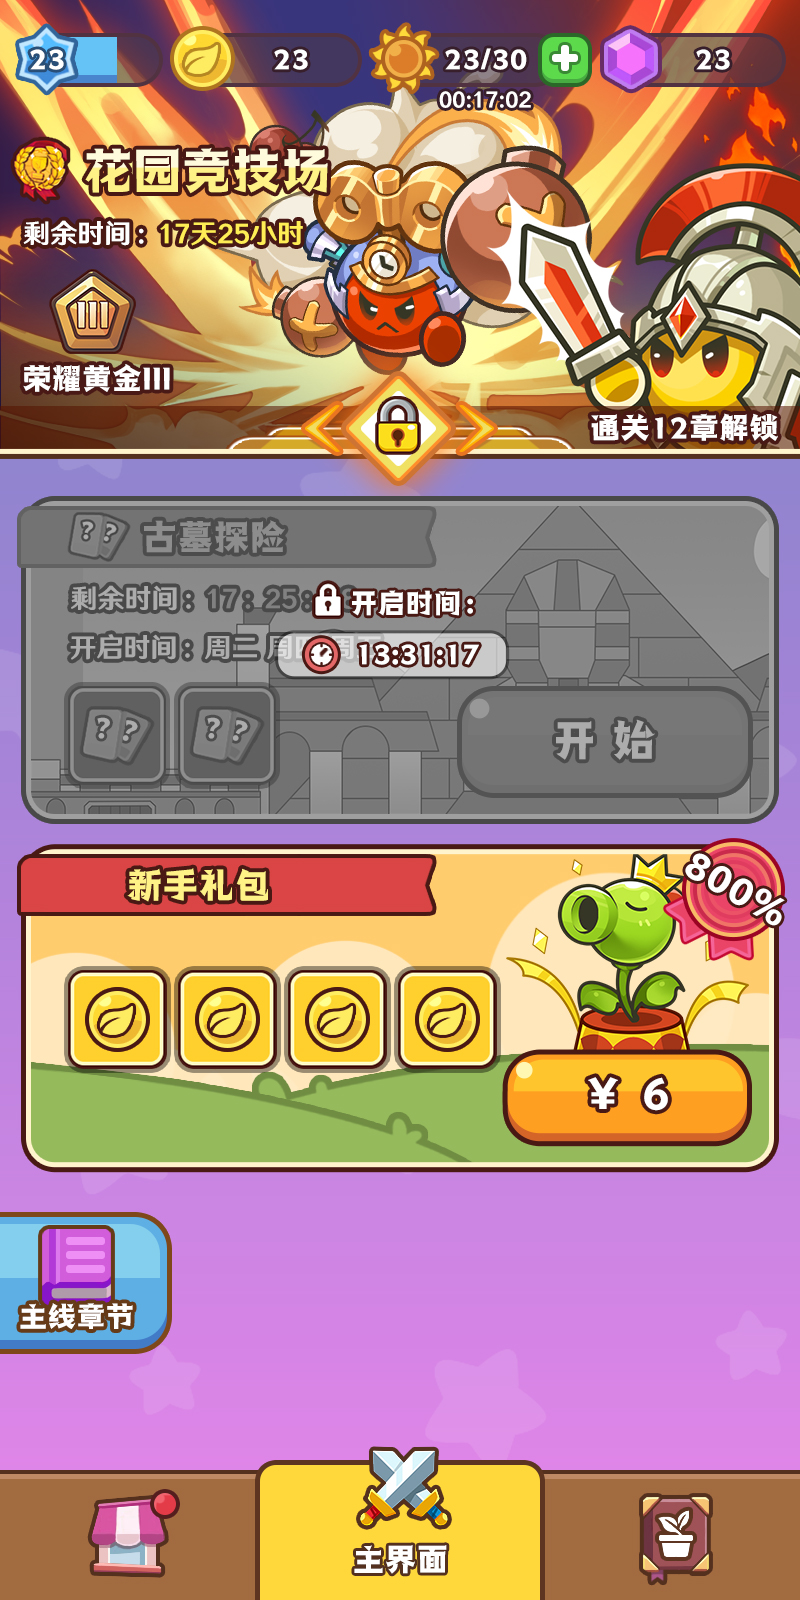 23
23
23/30
23
00:17:02
花园竞技场
剩余时间：17天25小时
III
荣耀黄金III
通关12章解锁
古墓探险
剩余时间：17：25：
开启时间：
开启时间：周二 周四 周
13:31:17
? ?
? ?
开 始
新手礼包
800%
¥ 6
主线章节
主界面